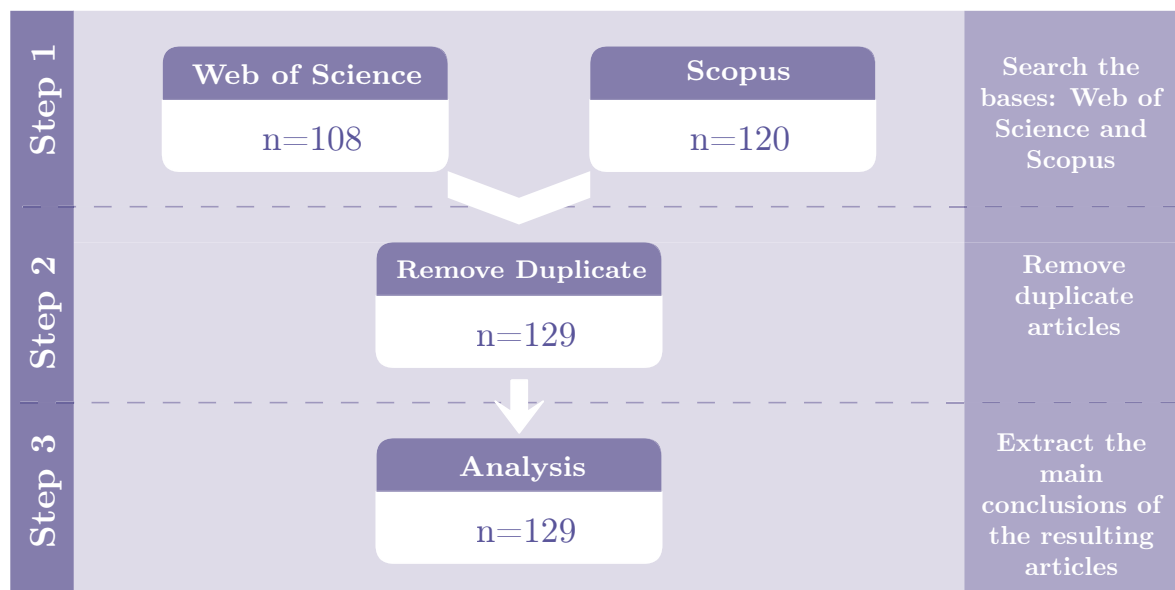 Step 1
Web of Science
n=108
Scopus
n=120
Search the
bases: Web of
Science and
Scopus
Step 2
Remove Duplicate
n=129
Remove
duplicate
articles
Step 3
Analysis
n=129
Extract the
main
conclusions of
the resulting
articles